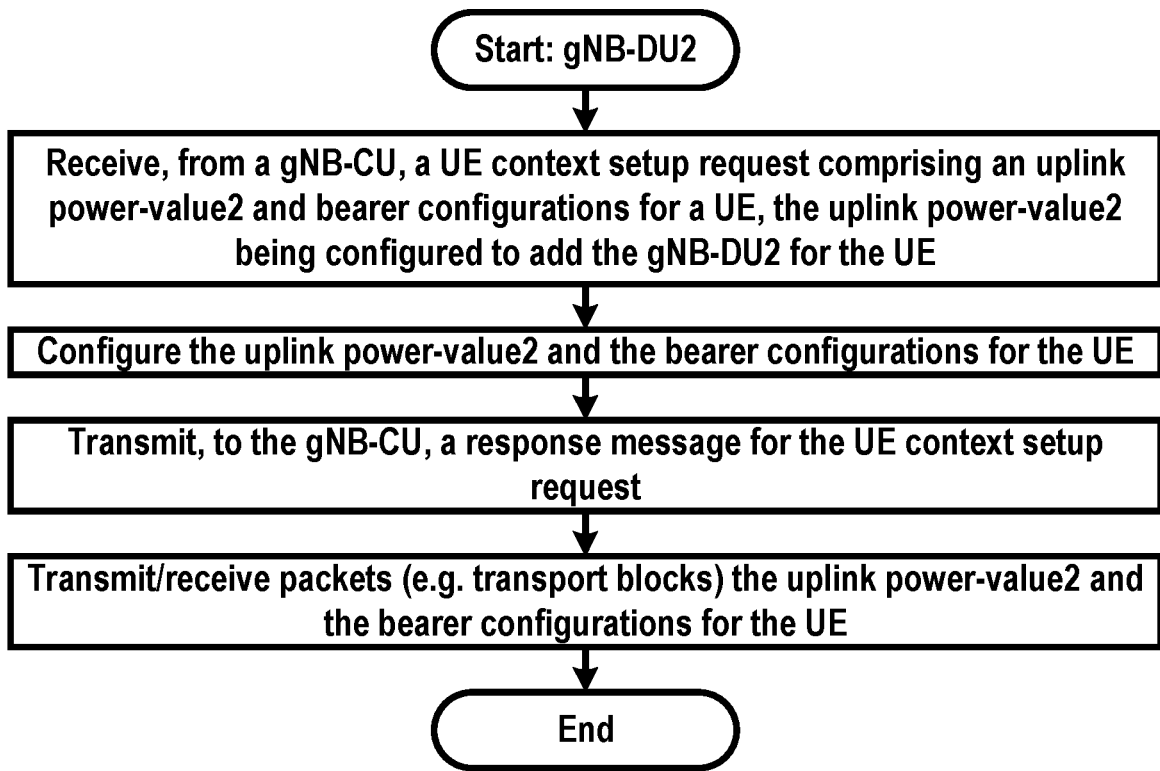 Start: gNB-DU2
Receive, from a gNB-CU, a UE context setup request comprising an uplink
power-value2 and bearer configurations for a UE, the uplink power-value2
being configured to add the gNB-DU2 for the UE
Configure the uplink power-value2 and the bearer configurations for the UE
Transmit, to the gNB-CU, a response message for the UE context setup
request
Transmit/receive packets (e.g. transport blocks) the uplink power-value2 and
the bearer configurations for the UE
End